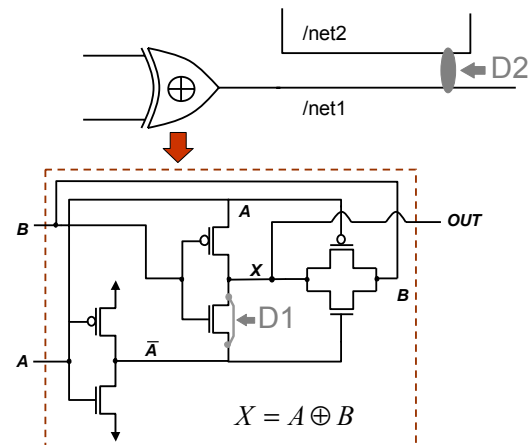 /net2
D2
/net1
A
OUT
B
X
B
D1
A̅
A
X = A ⊕ B